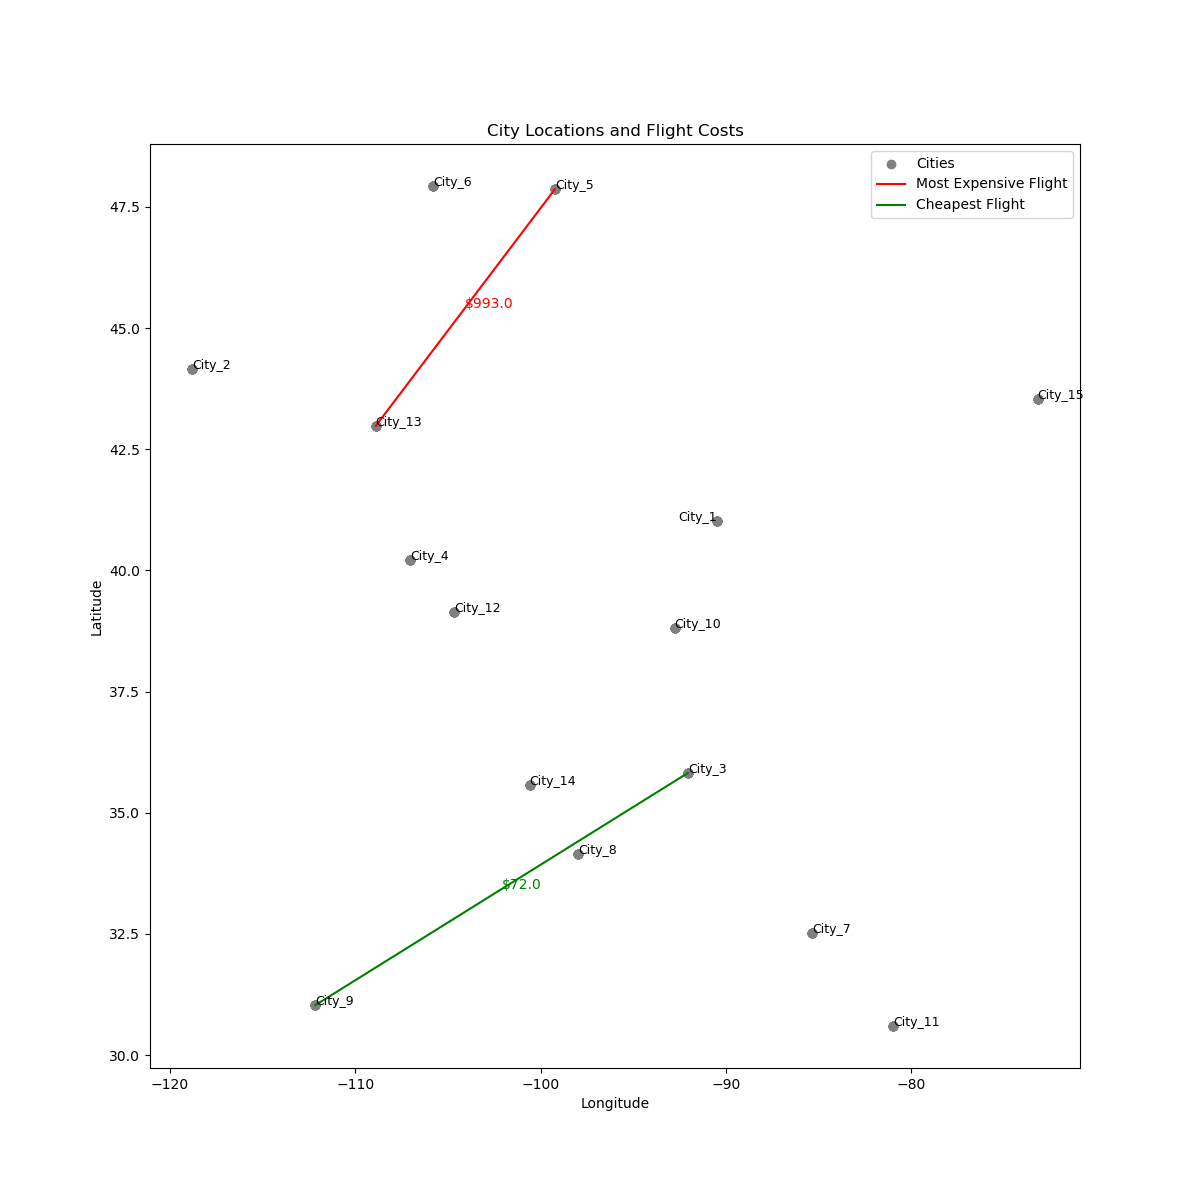 City Locations and Flight Costs
Cities
Most Expensive Flight
Cheapest Flight
City_6
City_5
47.5
$993.0
45.0
City_2
City_15
City_13
42.5
City_1
City_4
40.0
City_12
City_10
Latitude
37.5
City_3
City_14
35.0
City_8
$72.0
32.5
City_7
City_9
City_11
30.0
−120
−110
−100
−90
−80
Longitude